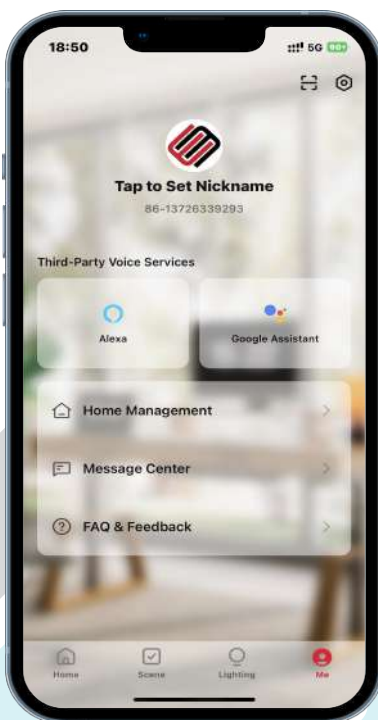 18:50
5G 90+
Tap to Set Nickname
86-13726339293
Third-Party Voice Services
Alexa
Google Assistant
Home Management
Message Center
FAQ & Feedback
Home
Scene
Lighting
Me